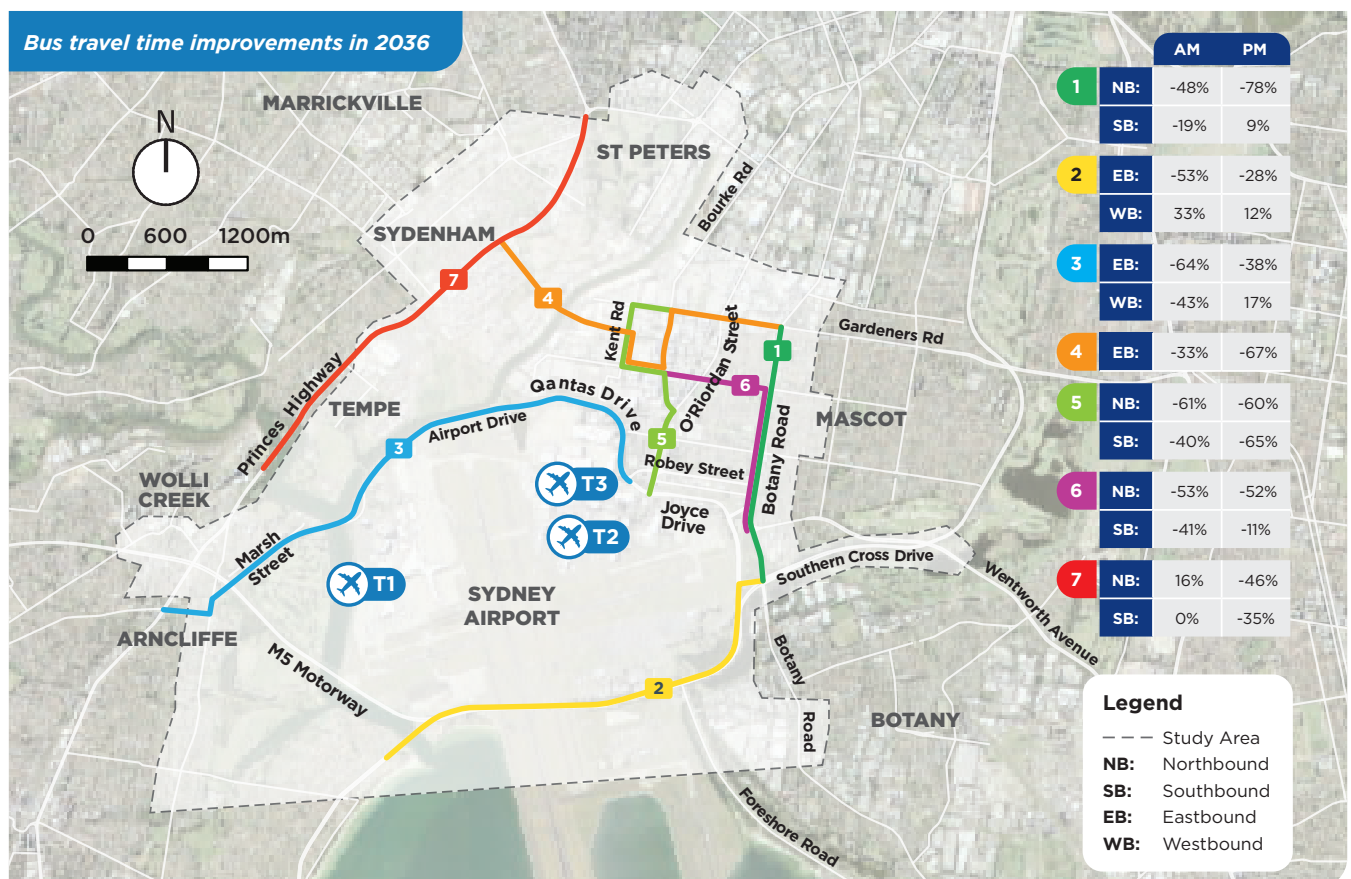 Bus travel time improvements in 2036
N
0 600 1200m
MARRICKVILLE
ST PETERS
SYDENHAM
Bourke Rd
7
4
Kent Rd
O'Riordan Street
1
Gardeners Rd
6
Princes Highway
TEMPE
Qantas Drive
MASCOT
3
Airport Drive
5
Botany Road
Robey Street
WOLLI
CREEK
T3
Joyce
Drive
T2
Marsh
Street
T1
Southern Cross Drive
SYDNEY
AIRPORT
Wentworth Avenue
ARNCLIFFE
M5 Motorway
2
Botany
Road
BOTANY
Foreshore Road
AM PM
1 NB: -48% -78%
SB: -19% 9%
2 EB: -53% -28%
WB: 33% 12%
3 EB: -64% -38%
WB: -43% 17%
4 EB: -33% -67%
5 NB: -61% -60%
SB: -40% -65%
6 NB: -53% -52%
SB: -41% -11%
7 NB: 16% -46%
SB: 0% -35%
Legend
Study Area
NB: Northbound
SB: Southbound
EB: Eastbound
WB: Westbound